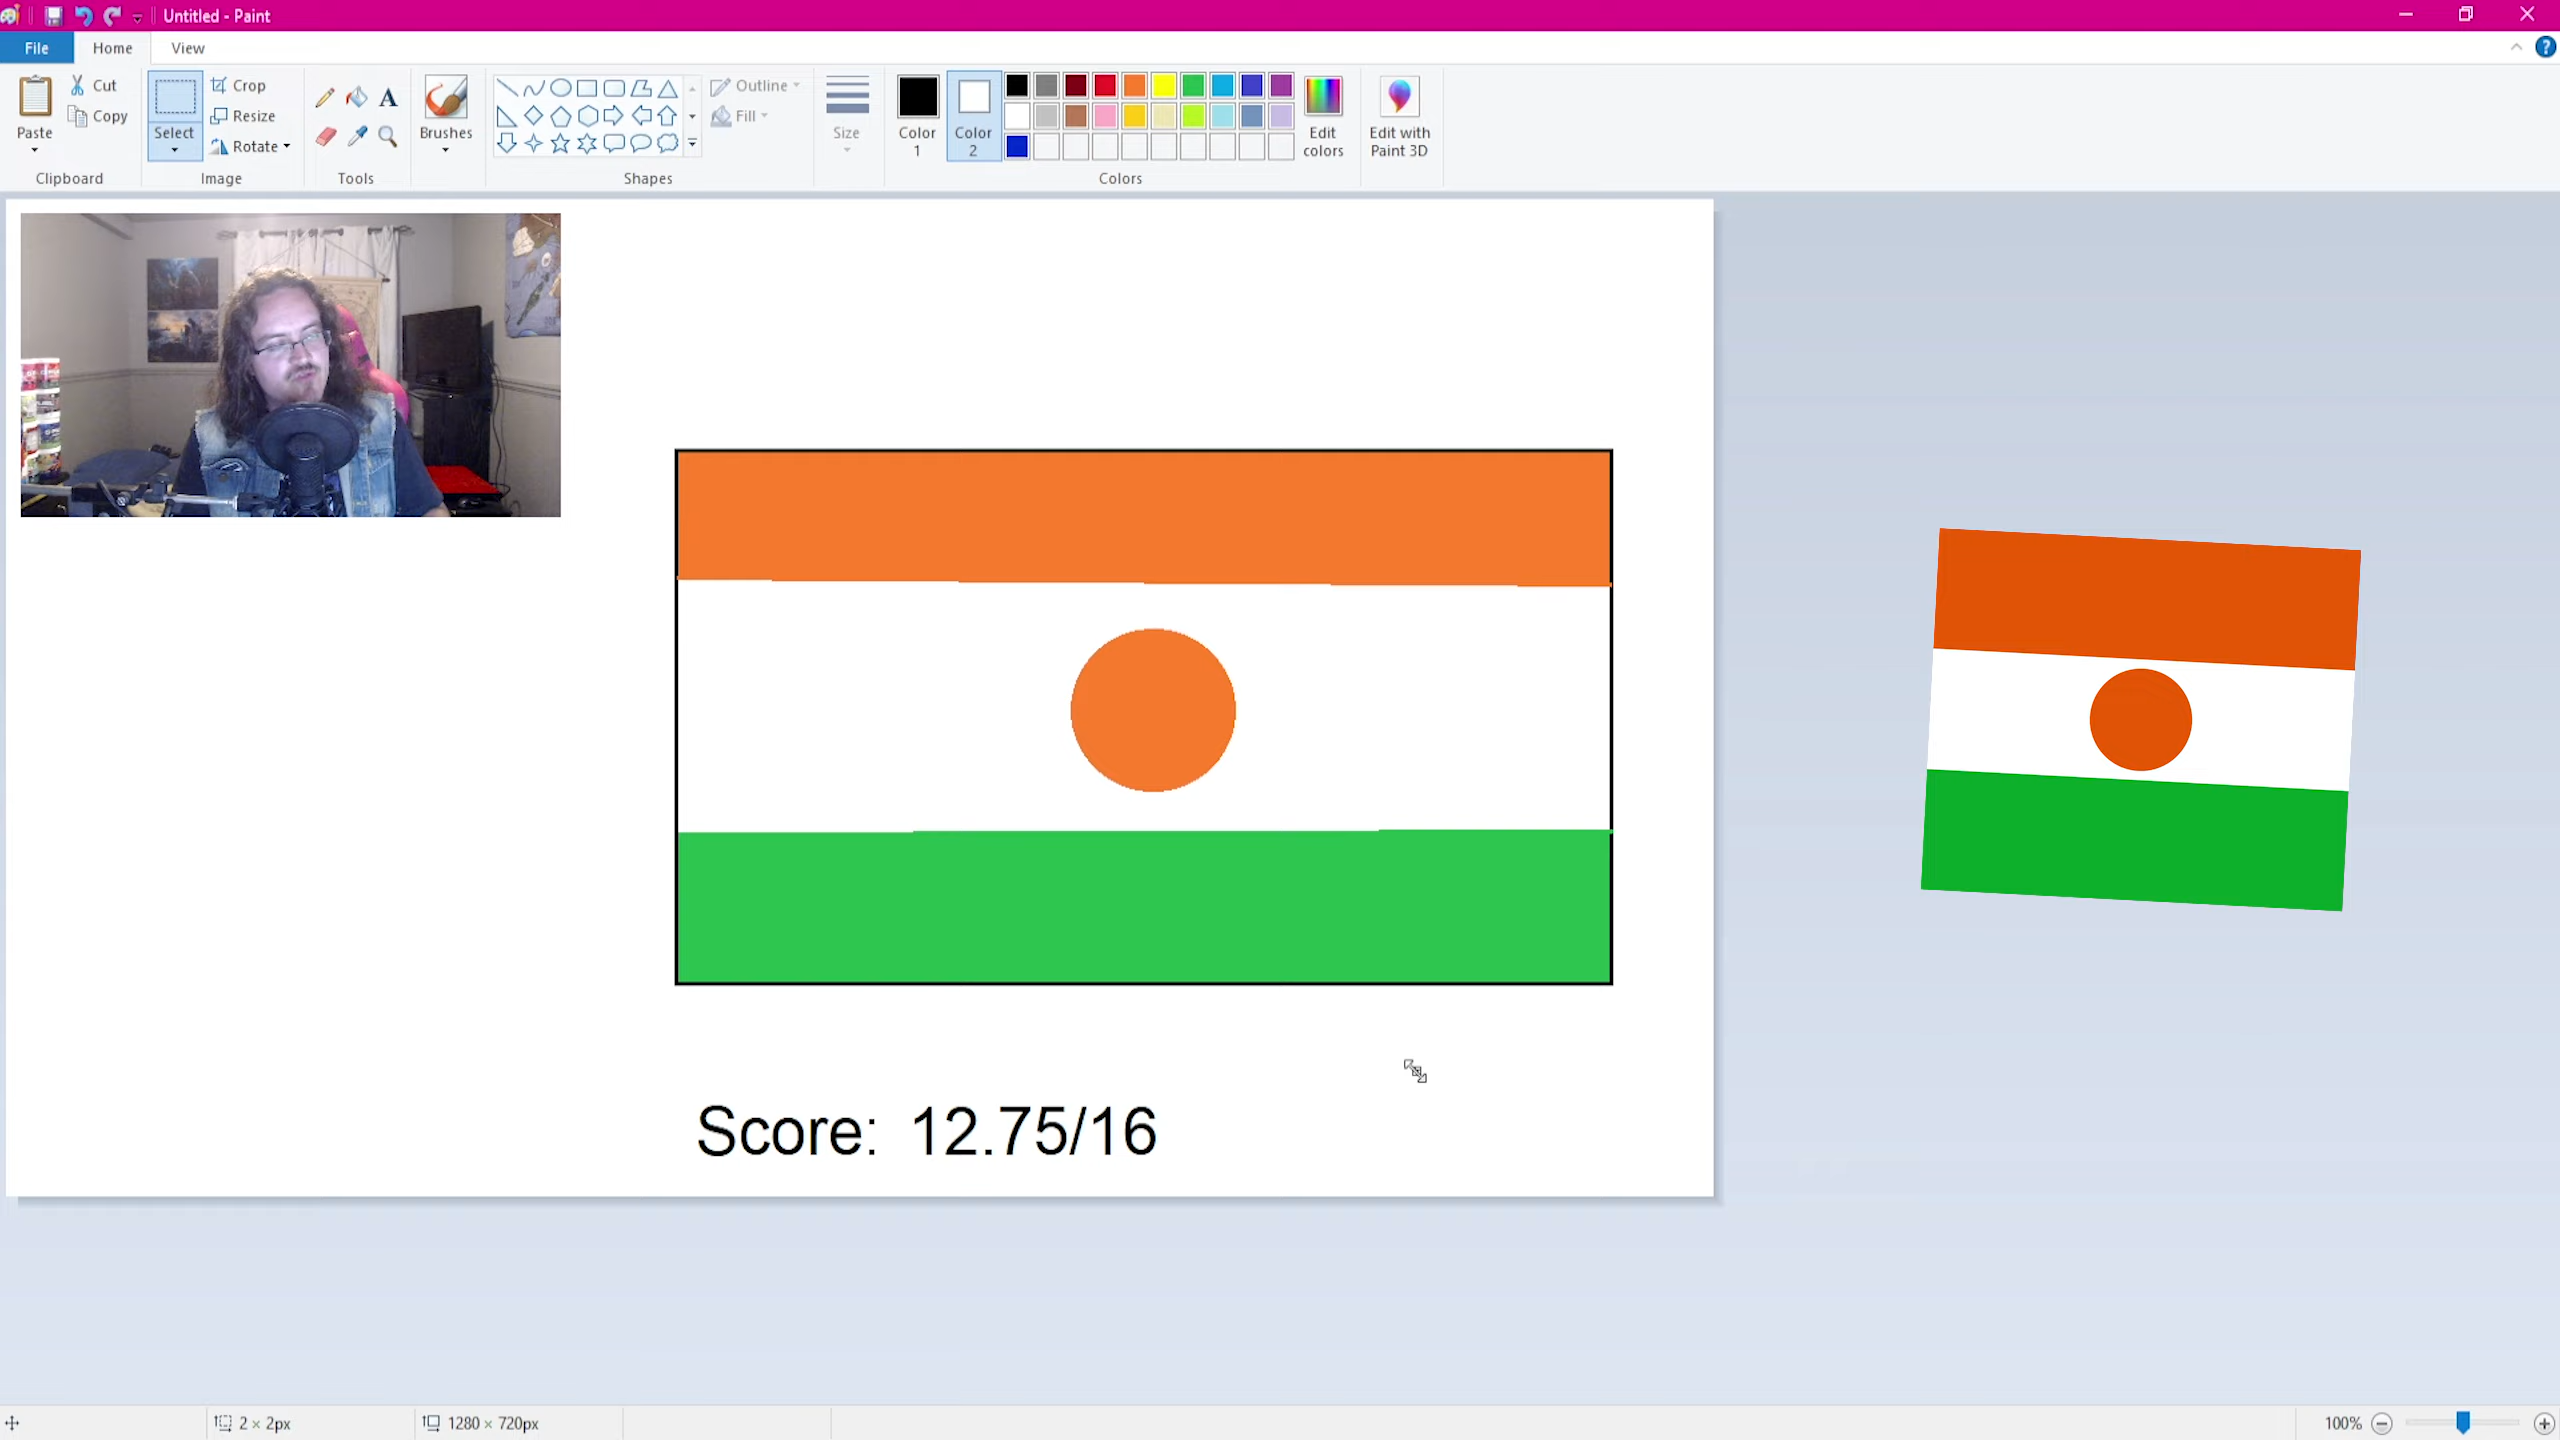 Untitled - Paint
File Home View
Paste
Cut
Copy
Clipboard
Select
Crop
Resize
Rotate
Image
A
Tools
Brushes
Outline
Fill
Shapes
Size
Color 1
Color 2
Edit colors
Colors
Edit with Paint 3D
?
Score: 12.75/16
2 × 2px
1280 × 720px
100%